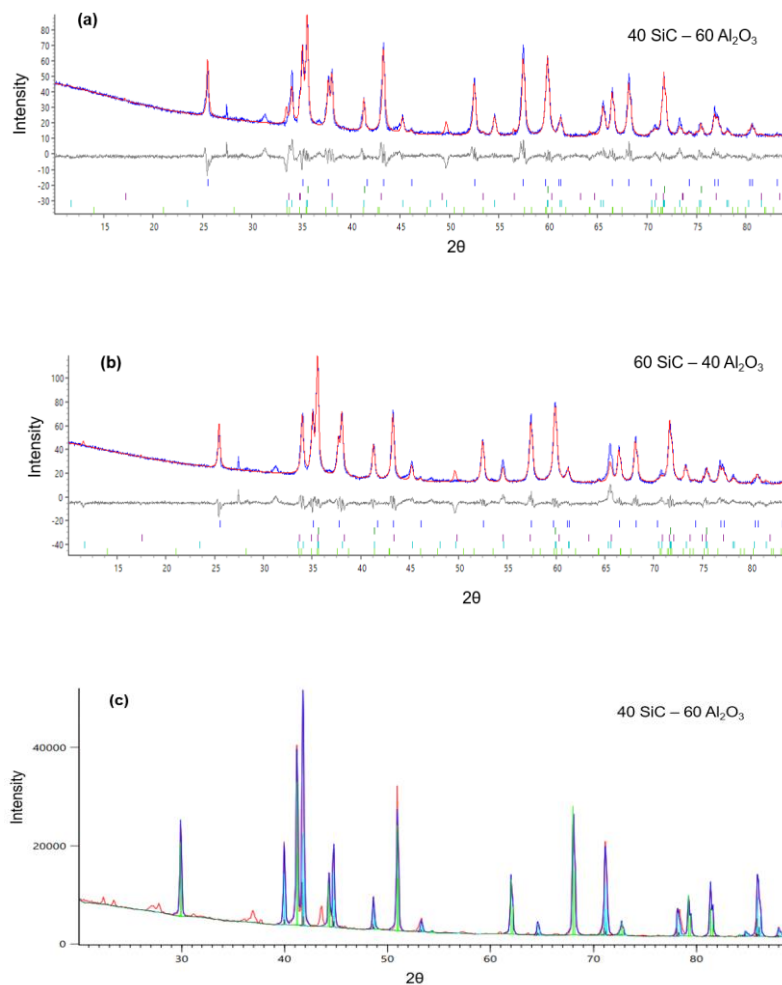 (a)
40 SiC – 60 Al₂O₃
Intensity
80
70
60
50
40
30
20
10
0
-10
-20
-30
15 20 25 30 35 40 45 50 55 60 65 70 75 80
2θ
(b)
60 SiC – 40 Al₂O₃
Intensity
100
80
60
40
20
0
-20
-40
15 20 25 30 35 40 45 50 55 60 65 70 75 80
2θ
(c)
40 SiC – 60 Al₂O₃
Intensity
40000
20000
0
30 40 50 60 70 80
2θ